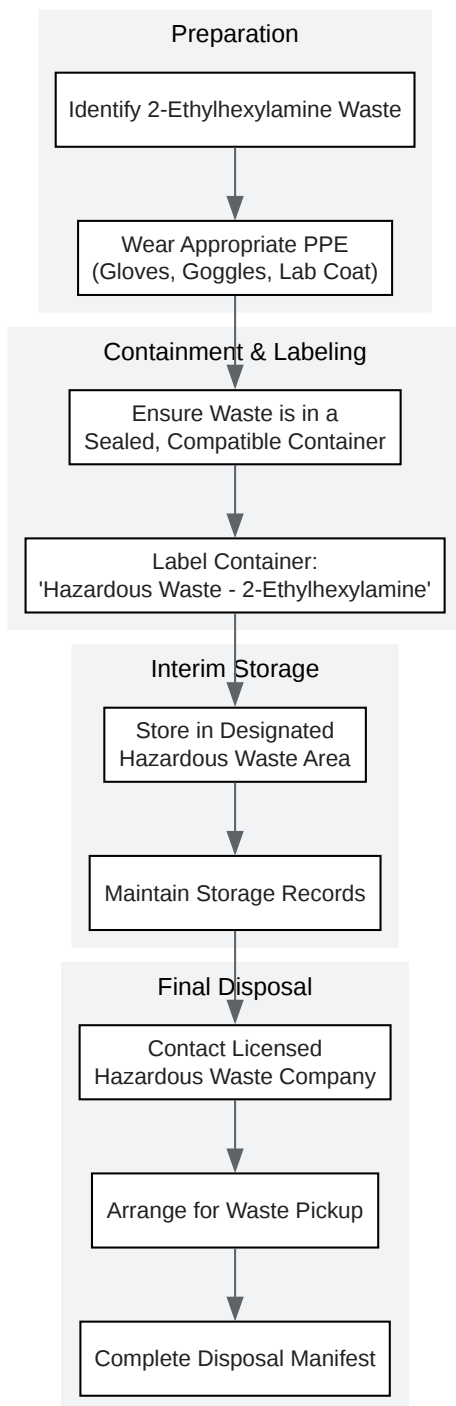 Preparation
Identify 2-Ethylhexylamine Waste
Wear Appropriate PPE
(Gloves, Goggles, Lab Coat)
Containment & Labeling
Ensure Waste is in a
Sealed, Compatible Container
Label Container:
'Hazardous Waste - 2-Ethylhexylamine'
Interim Storage
Store in Designated
Hazardous Waste Area
Maintain Storage Records
Final Disposal
Contact Licensed
Hazardous Waste Company
Arrange for Waste Pickup
Complete Disposal Manifest